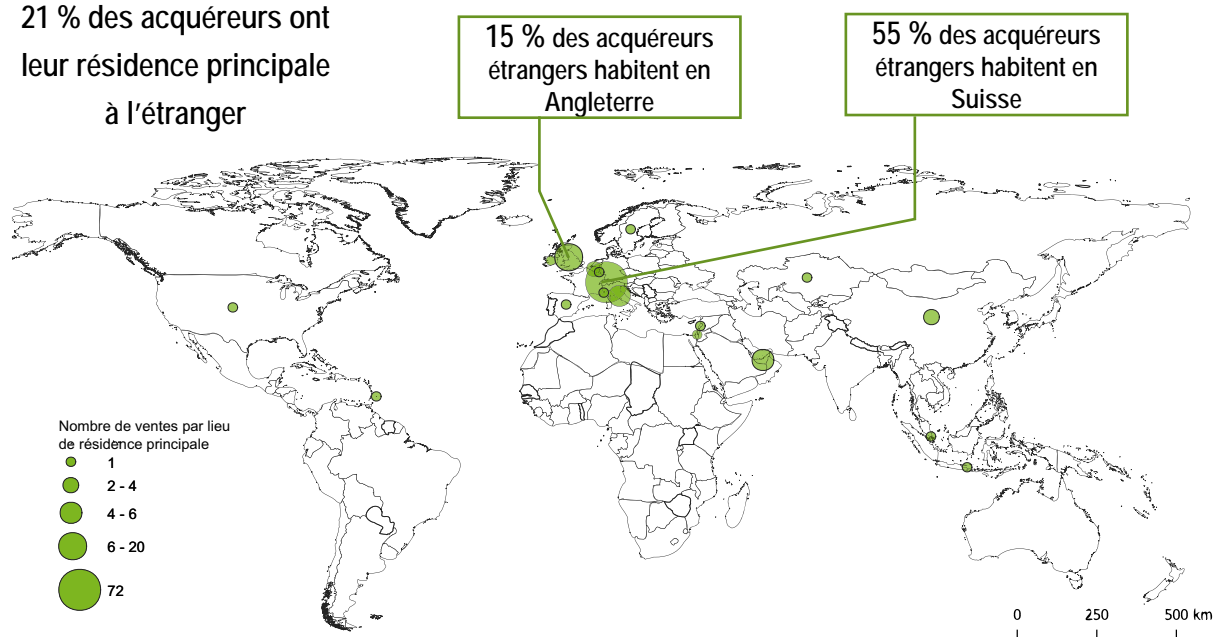 21 % des acquéreurs ont
leur résidence principale
à l'étranger
15 % des acquéreurs
étrangers habitent en
Angleterre
55 % des acquéreurs
étrangers habitent en
Suisse
Nombre de ventes par lieu
de résidence principale
1
2 - 4
4 - 6
6 - 20
72
0 250 500 km